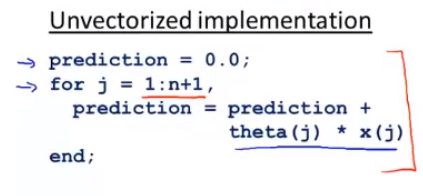 Unvectorized implementation
prediction = 0.0;
for j = 1:n+1,
prediction = prediction +
theta(j) * x(j)
end;